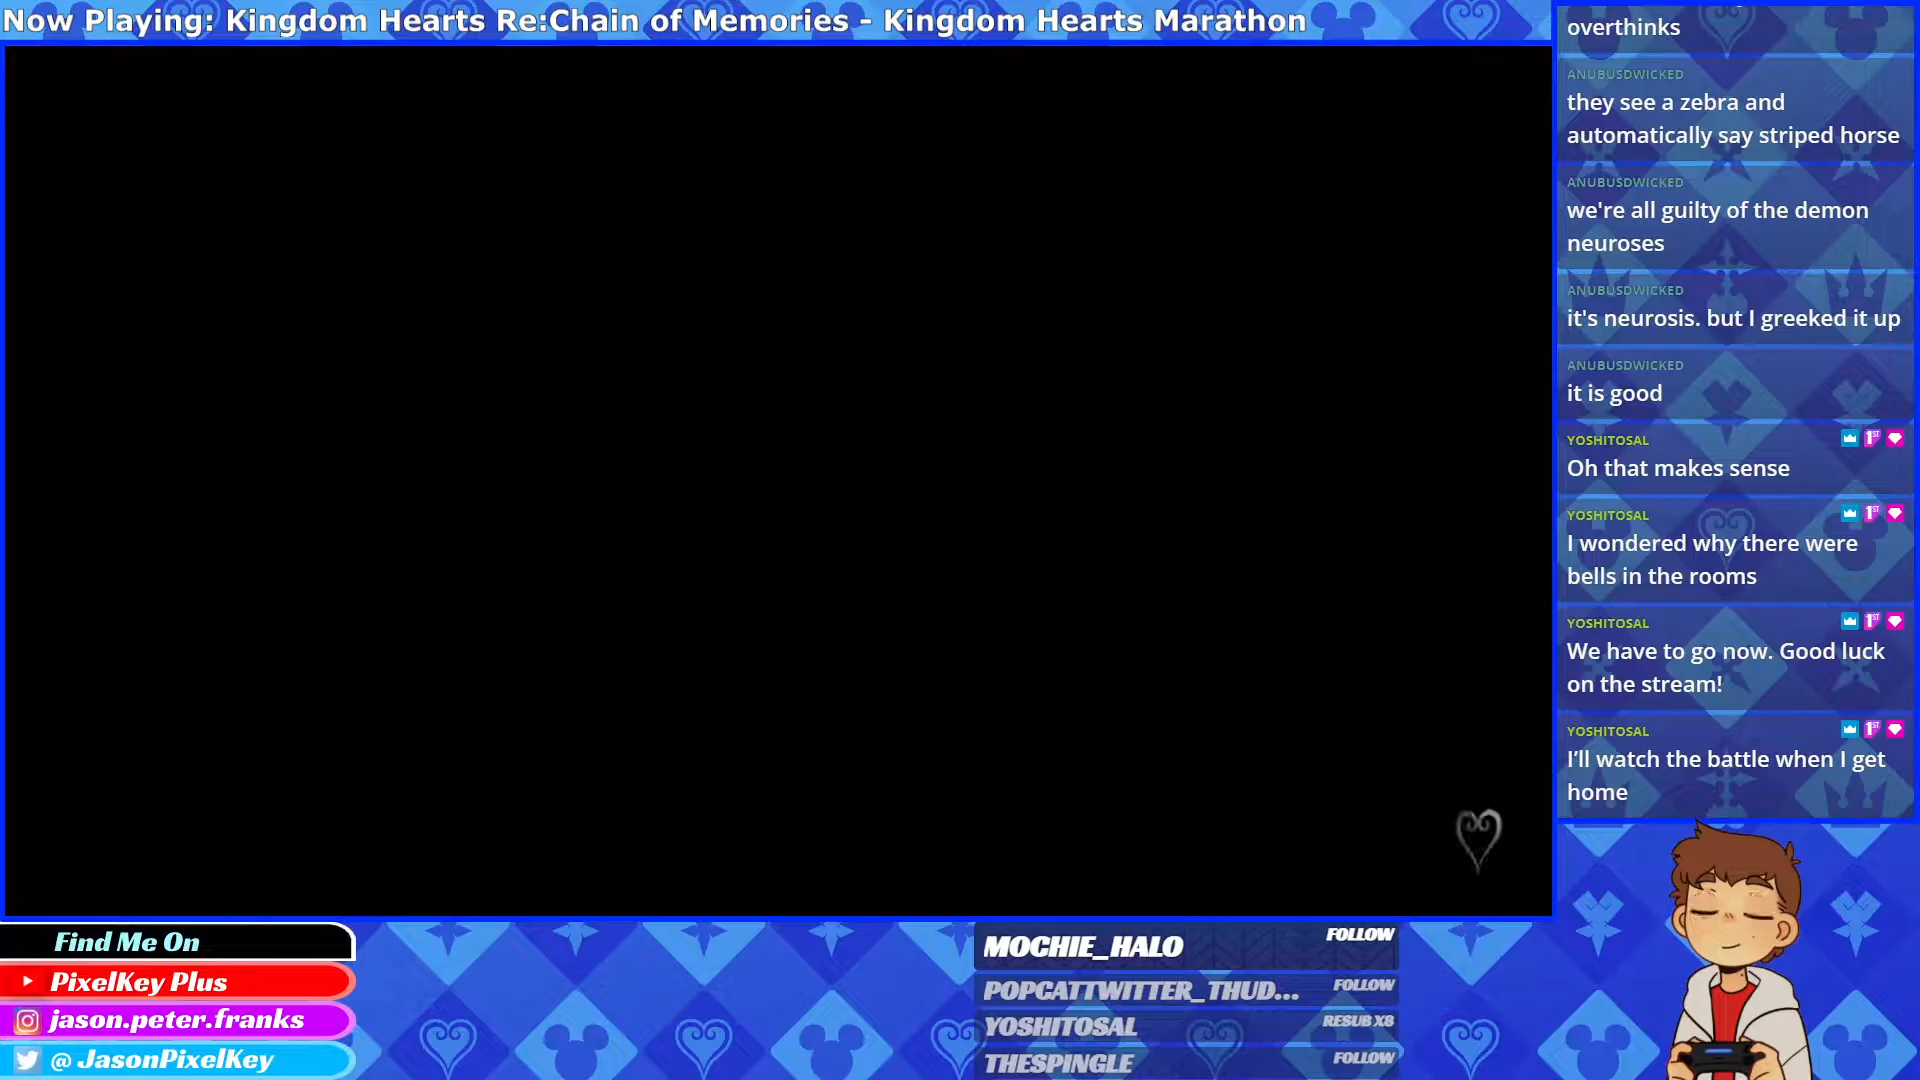 Now Playing: Kingdom Hearts Re:Chain of Memories - Kingdom Hearts Marathon
overthinks
ANUBUSDWICKED
they see a zebra and
automatically say striped horse
ANUBUSDWICKED
we're all guilty of the demon
neuroses
ANUBUSDWICKED
it's neurosis. but I greeked it up
ANUBUSDWICKED
it is good
YOSHITOSAL 1ST
Oh that makes sense
YOSHITOSAL 1ST
I wondered why there were
bells in the rooms
YOSHITOSAL 1ST
We have to go now. Good luck
on the stream!
YOSHITOSAL 1ST
I’ll watch the battle when I get
home
Find Me On
PixelKey Plus
jason.peter.franks
@JasonPixelKey
MOCHIE_HALO FOLLOW
POPCATTWITTER_THUD... FOLLOW
YOSHITOSAL RESUB X8
THESPINGLE FOLLOW